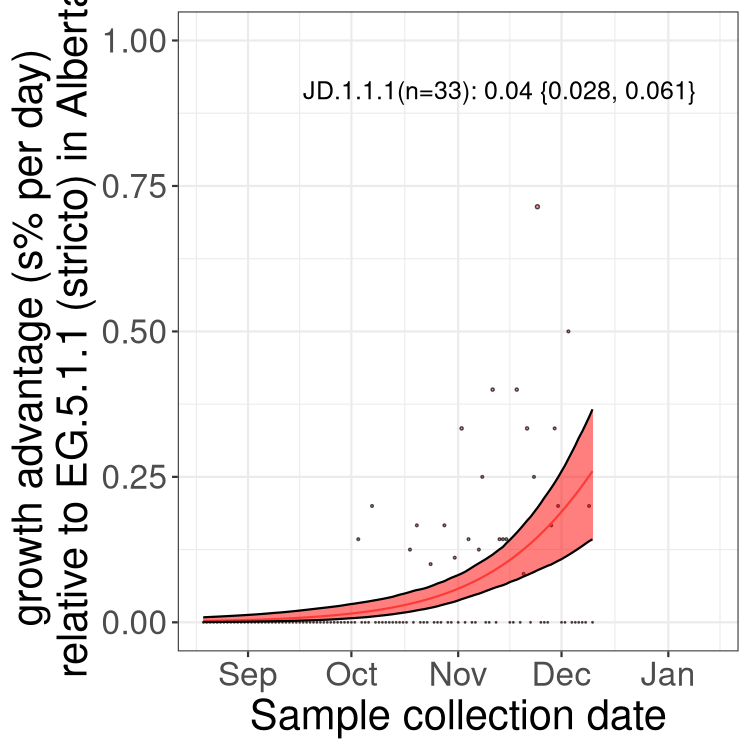 growth advantage (s% per day)
relative to EG.5.1.1 (stricto) in Alberta
1.00
0.75
0.50
0.25
0.00
JD.1.1.1(n=33): 0.04 {0.028, 0.061}
Sep Oct Nov Dec Jan
Sample collection date